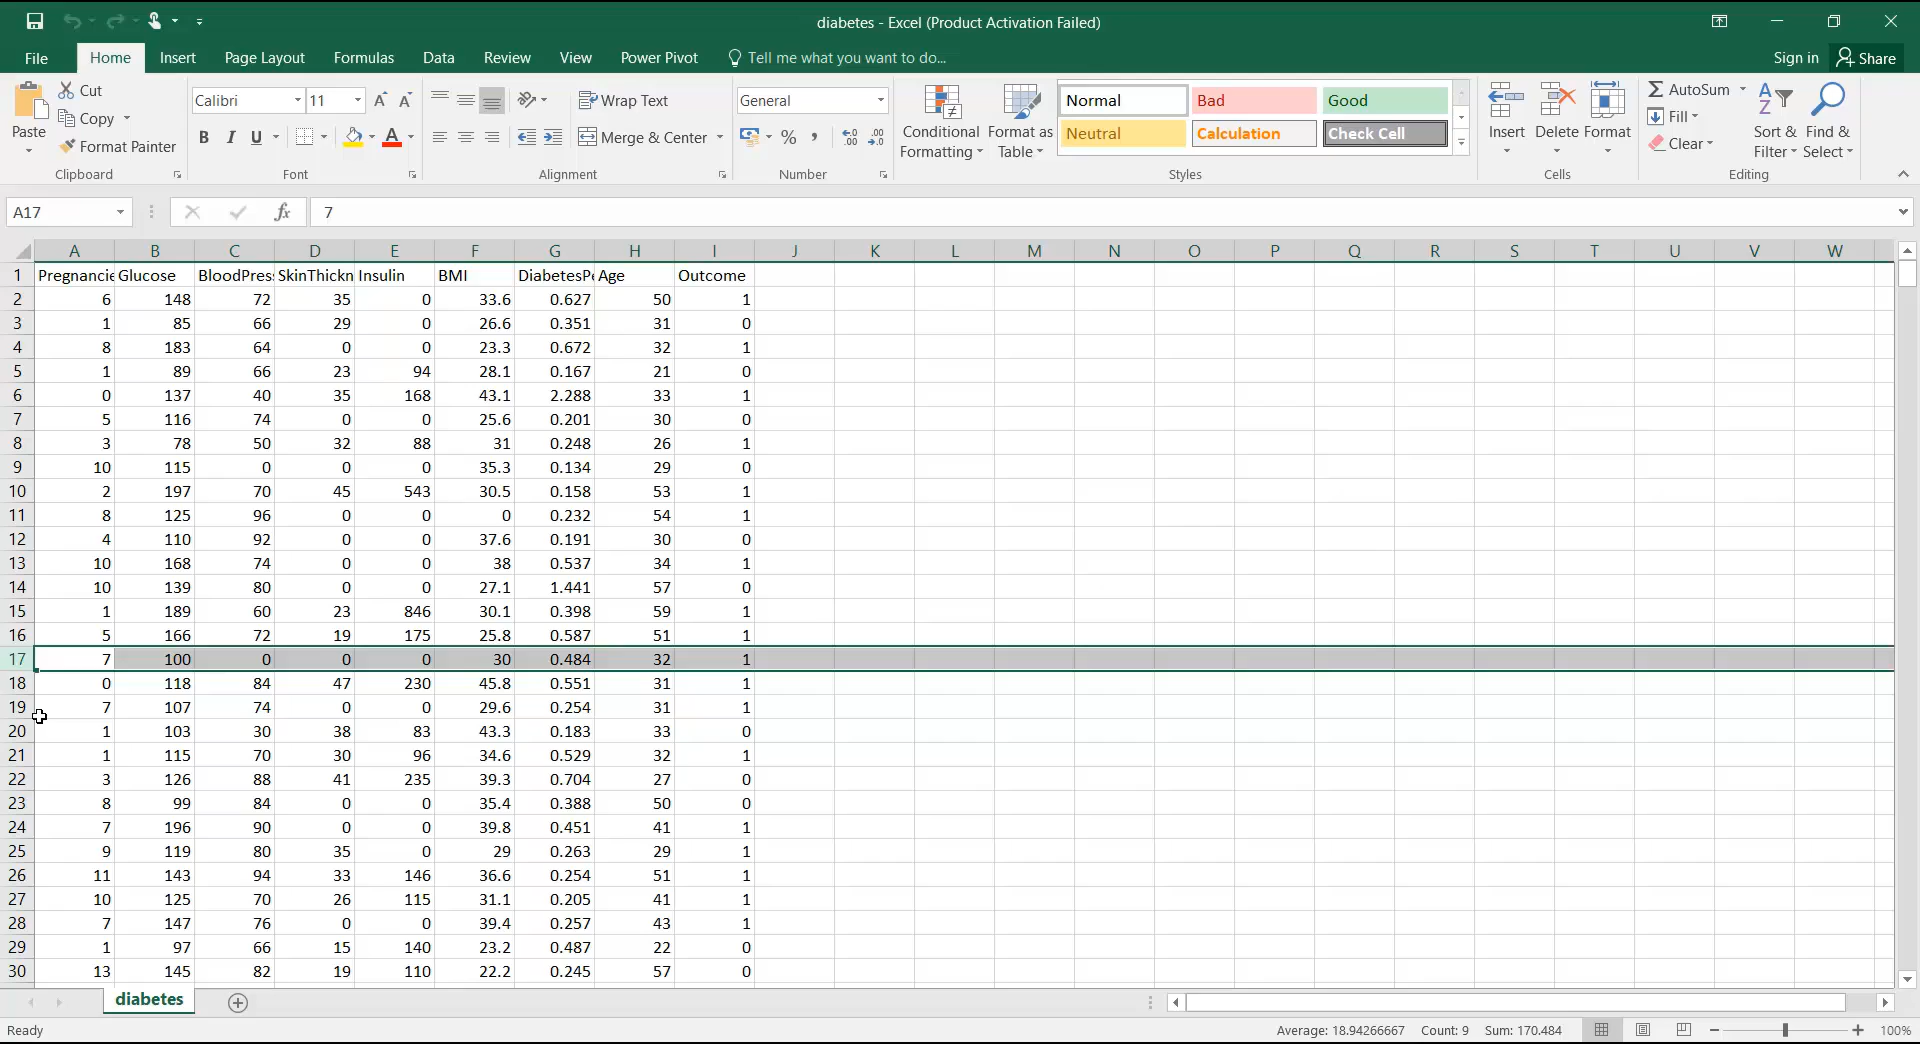 diabetes - Excel (Product Activation Failed)
File Home Insert Page Layout Formulas Data Review View Power Pivot Tell me what you want to do... Sign in Share
Paste Cut Copy Format Painter Clipboard
Calibri 11 B I U A A A Font
Wrap Text Merge & Center Alignment
General % , Number
Conditional Formatting Format as Table
Normal Bad Good
Neutral Calculation Check Cell
Styles
Insert Delete Format Cells
AutoSum Fill Clear Sort & Filter Find & Select Editing
A17 fx 7
A B C D E F G H I J K L M N O P Q R S T U V W
1 Pregnancie Glucose BloodPres SkinThickn Insulin BMI DiabetesPe Age Outcome
2 6 148 72 35 0 33.6 0.627 50 1
3 1 85 66 29 0 26.6 0.351 31 0
4 8 183 64 0 0 23.3 0.672 32 1
5 1 89 66 23 94 28.1 0.167 21 0
6 0 137 40 35 168 43.1 2.288 33 1
7 5 116 74 0 0 25.6 0.201 30 0
8 3 78 50 32 88 31 0.248 26 1
9 10 115 0 0 0 35.3 0.134 29 0
10 2 197 70 45 543 30.5 0.158 53 1
11 8 125 96 0 0 0 0.232 54 1
12 4 110 92 0 0 37.6 0.191 30 0
13 10 168 74 0 0 38 0.537 34 1
14 10 139 80 0 0 27.1 1.441 57 0
15 1 189 60 23 846 30.1 0.398 59 1
16 5 166 72 19 175 25.8 0.587 51 1
17 7 100 0 0 0 30 0.484 32 1
18 0 118 84 47 230 45.8 0.551 31 1
19 7 107 74 0 0 29.6 0.254 31 1
20 1 103 30 38 83 43.3 0.183 33 0
21 1 115 70 30 96 34.6 0.529 32 1
22 3 126 88 41 235 39.3 0.704 27 0
23 8 99 84 0 0 35.4 0.388 50 0
24 7 196 90 0 0 39.8 0.451 41 1
25 9 119 80 35 0 29 0.263 29 1
26 11 143 94 33 146 36.6 0.254 51 1
27 10 125 70 26 115 31.1 0.205 41 1
28 7 147 76 0 0 39.4 0.257 43 1
29 1 97 66 15 140 23.2 0.487 22 0
30 13 145 82 19 110 22.2 0.245 57 0
diabetes
Ready Average: 18.94266667 Count: 9 Sum: 170.484 100%